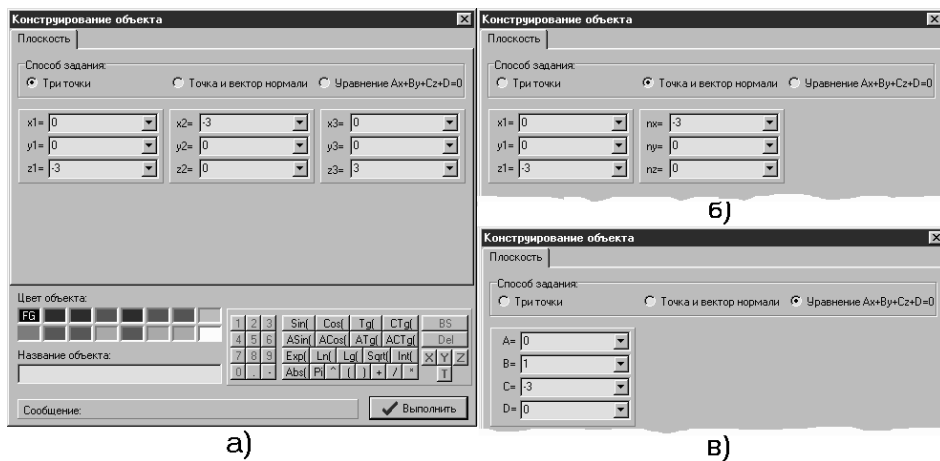 Конструирование объекта
Плоскость
Способ задания:
Три точки Точка и вектор нормали Уравнение Ax+By+Cz+D=0
x1= 0 x2= -3 x3= 0
y1= 0 y2= 0 y3= 0
z1= -3 z2= 0 z3= 3
Цвет объекта:
FG
Название объекта:
1 2 3 Sin( Cos( Tg( CTg( BS
4 5 6 ASin( ACos( ATg( ACTg( Del
7 8 9 Exp( Ln( Lg( Sqrt( Int( X Y Z
0 . - Abs( Pi ^ ( ) + / * T
Сообщение:
Выполнить
а)
Конструирование объекта
Плоскость
Способ задания:
Три точки Точка и вектор нормали Уравнение Ax+By+Cz+D=0
x1= 0 nx= -3
y1= 0 ny= 0
z1= -3 nz= 0
б)
Конструирование объекта
Плоскость
Способ задания:
Три точки Точка и вектор нормали Уравнение Ax+By+Cz+D=0
A= 0
B= 1
C= -3
D= 0
в)